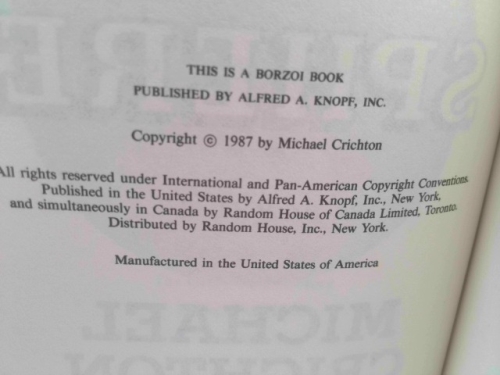 THIS IS A BORZOI BOOK
PUBLISHED BY ALFRED A. KNOPF, INC.
Copyright © 1987 by Michael Crichton
All rights reserved under International and Pan-American Copyright Conventions.
Published in the United States by Alfred A. Knopf, Inc., New York,
and simultaneously in Canada by Random House of Canada Limited, Toronto.
Distributed by Random House, Inc., New York.
Manufactured in the United States of America
SPHERE
MICHAEL
CRICHTON